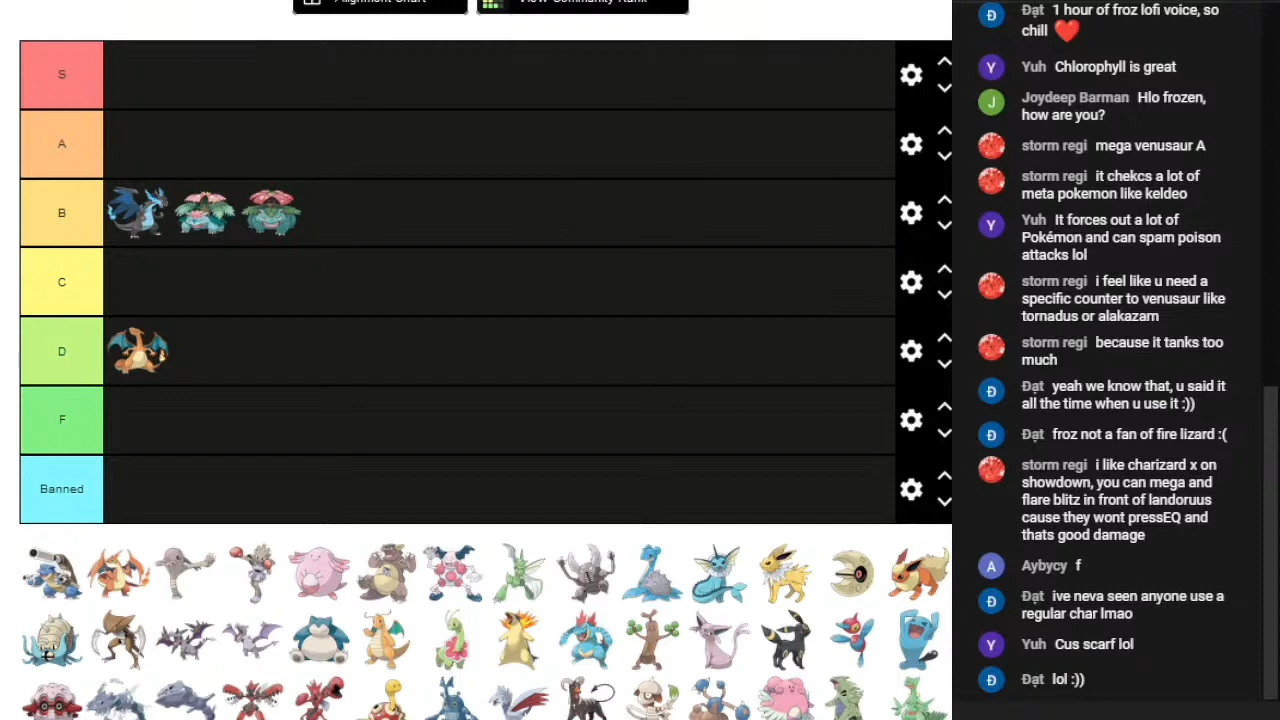 Alignment Chart
View Community Rank
S
A
B
C
D
F
Banned
Đạt 1 hour of froz lofi voice, so
chill ❤️
Y
Yuh Chlorophyll is great
J
Joydeep Barman Hlo frozen,
how are you?
storm regi mega venusaur A
storm regi it chekcs a lot of
meta pokemon like keldeo
Y
Yuh It forces out a lot of
Pokémon and can spam poison
attacks lol
storm regi i feel like u need a
specific counter to venusaur like
tornadus or alakazam
storm regi because it tanks too
much
Đ
Đạt yeah we know that, u said it
all the time when u use it :))
Đ
Đạt froz not a fan of fire lizard :(
storm regi i like charizard x on
showdown, you can mega and
flare blitz in front of landoruus
cause they wont pressEQ and
thats good damage
A
Aybycy f
Đ
Đạt ive neva seen anyone use a
regular char lmao
Y
Yuh Cus scarf lol
Đ
Đạt lol :))